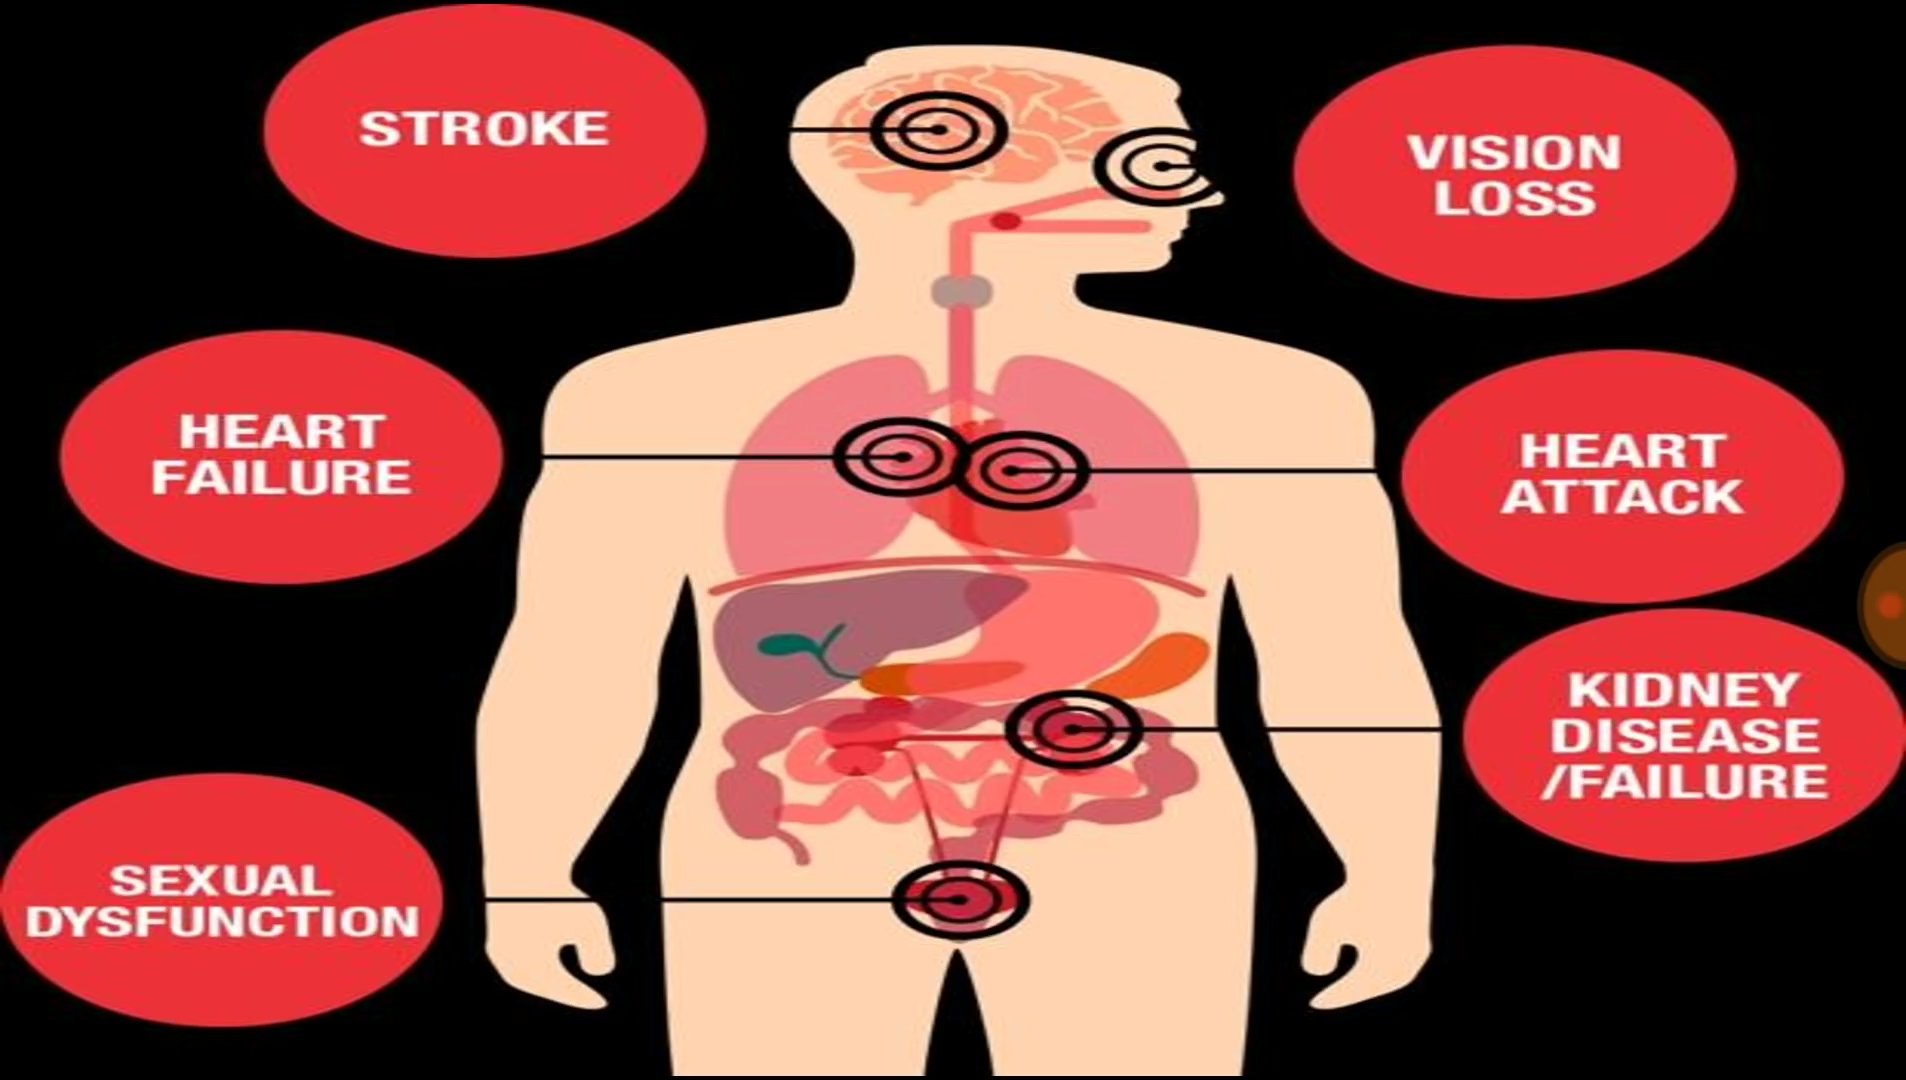 STROKE
VISION
LOSS
HEART
FAILURE
HEART
ATTACK
KIDNEY
DISEASE
/FAILURE
SEXUAL
DYSFUNCTION